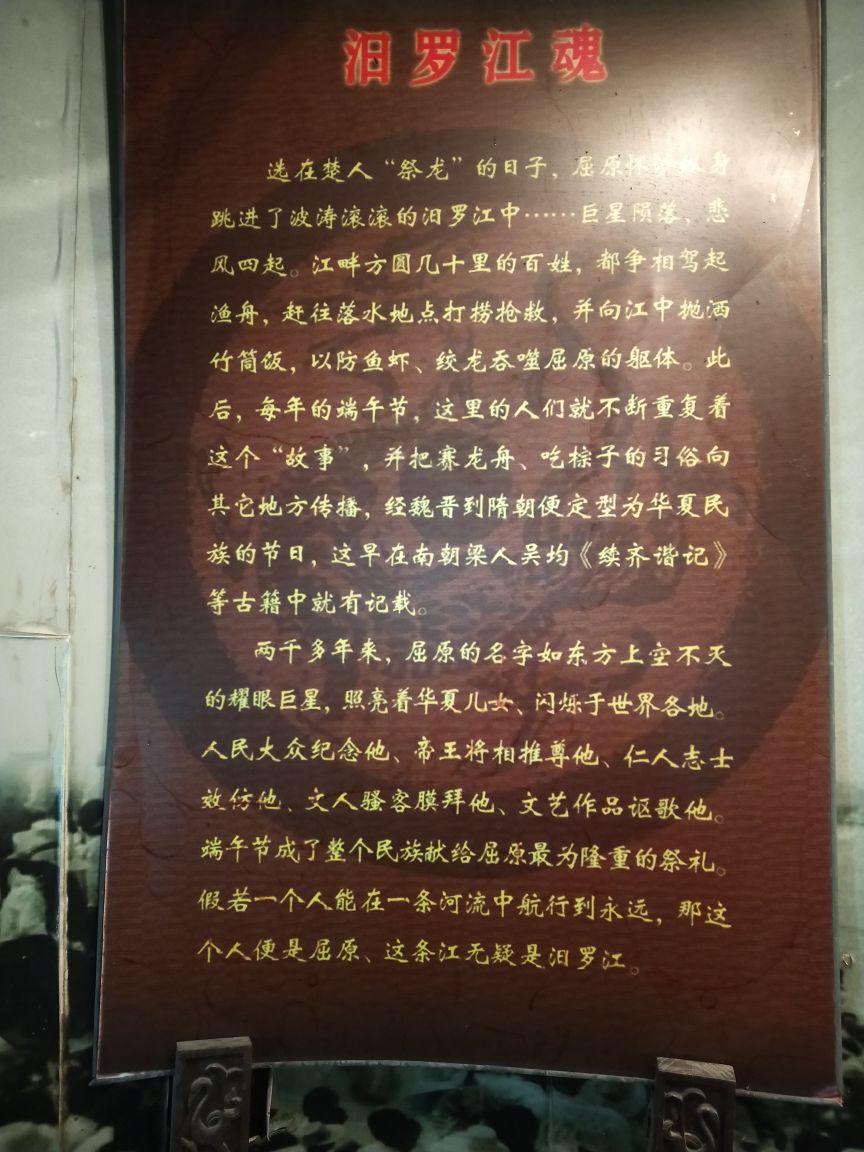 汨罗江魂
选在楚人“祭龙”的日子，屈原怀 身
跳进了波涛滚滚的汨罗江中……巨星陨落、悲
风四起。江畔方圆几十里的百姓，都争相驾起
渔舟，赶往落水地点打捞抢救，并向江中抛洒
竹筒饭，以防鱼虾、绞龙吞噬屈原的躯体。此
后，每年的端午节，这里的人们就不断重复着
这个“故事”，并把赛龙舟、吃粽子的习俗向
其它地方传播，经魏晋到隋朝便定型为华夏民
族的节日，这早在南朝梁人吴均《续齐谐记》
等古籍中就有记载。
两千多年来，屈原的名字如东方上空不灭
的耀眼巨星，照亮着华夏儿女、闪烁于世界各地。
人民大众纪念他、帝王将相推尊他、仁人志士
效仿他、文人骚客膜拜他、文艺作品讴歌他。
端午节成了整个民族献给屈原最为隆重的祭礼。
假若一个人能在一条河流中航行到永远，那这
个人便是屈原、这条江无疑是汨罗江。